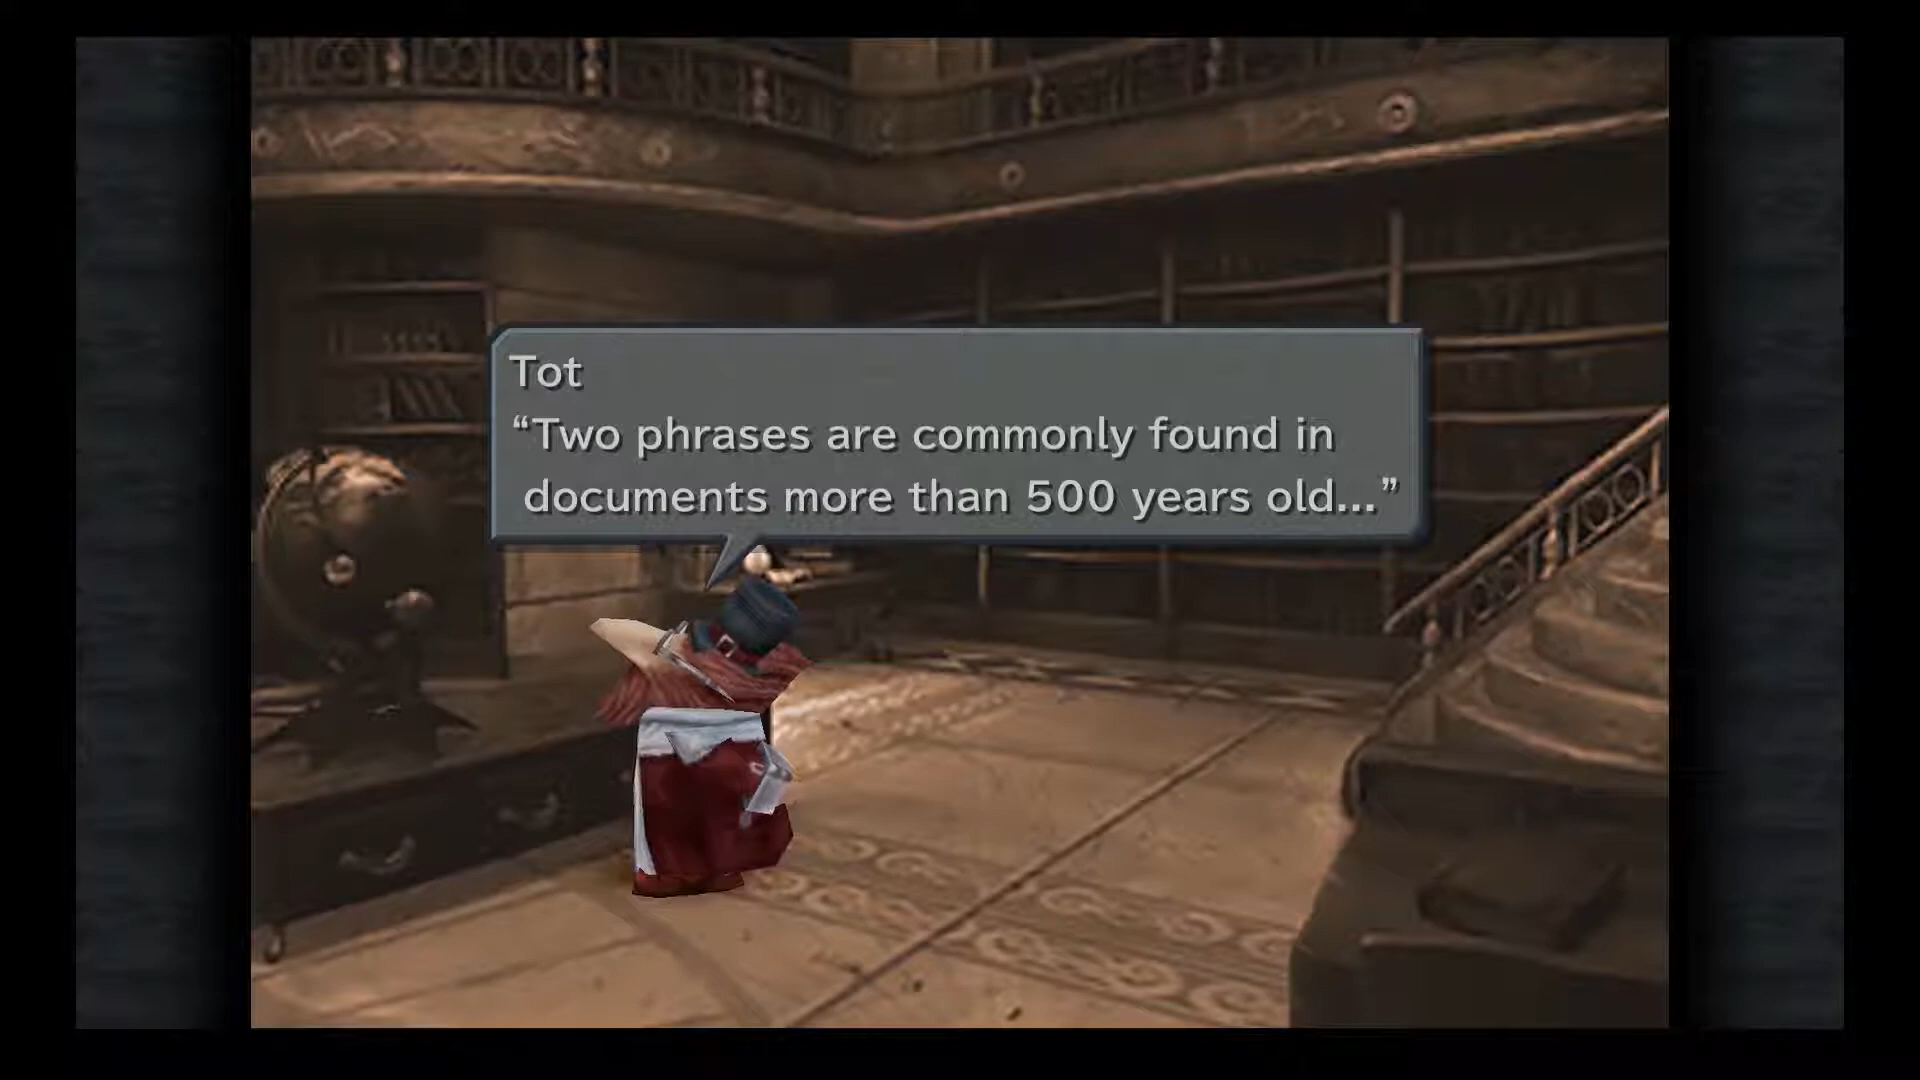 Tot
“Two phrases are commonly found in
documents more than 500 years old...”